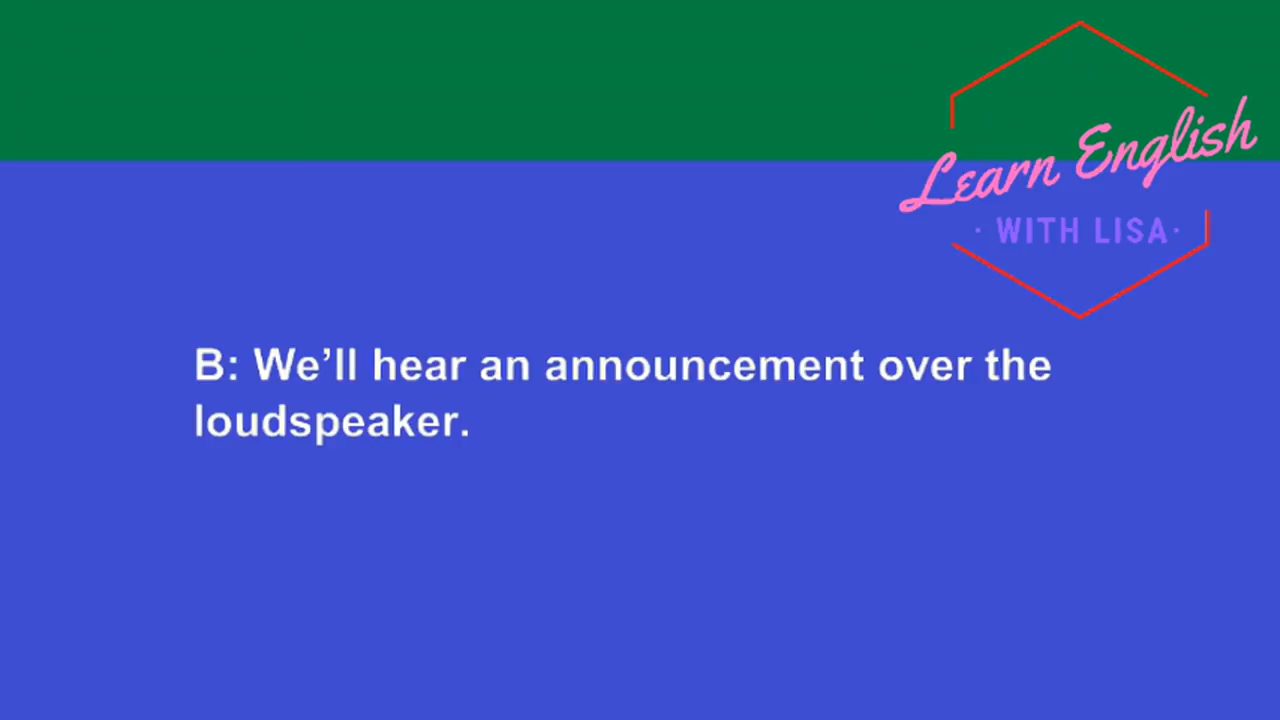 Learn English
· WITH LISA·
B: We’ll hear an announcement over the
loudspeaker.